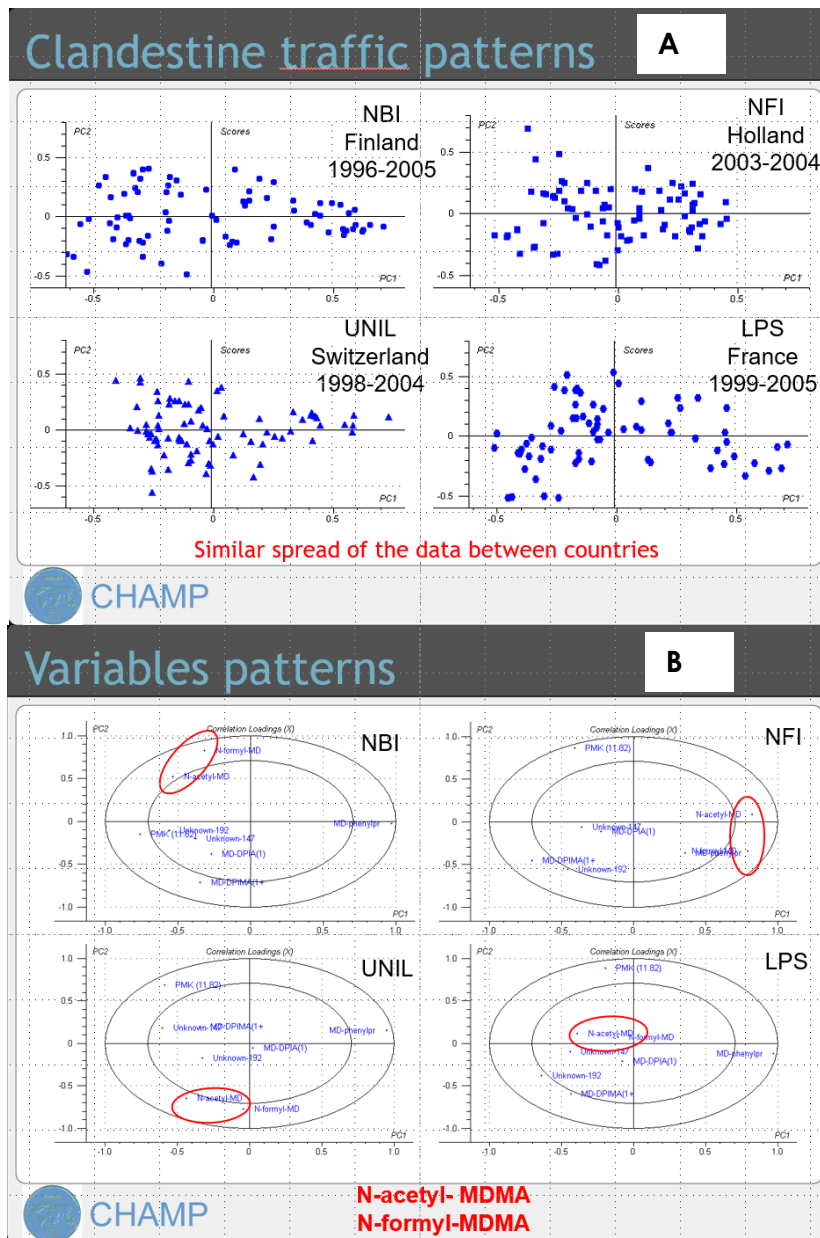 Clandestine traffic patterns
A
NBI
Finland
1996-2005
PC2
Scores
0.5
0
-0.5
-0.5
0
0.5
PC1
NFI
Holland
2003-2004
PC2
Scores
0.5
0
-0.5
-0.5
0
0.5
PC1
UNIL
Switzerland
1998-2004
PC2
Scores
0.5
0
-0.5
-0.5
0
0.5
PC1
LPS
France
1999-2005
PC2
Scores
0.5
0
-0.5
-0.5
0
0.5
PC1
Similar spread of the data between countries
CHAMP
Variables patterns
B
NBI
PC2
Correlation Loadings (X)
1.0
0.5
0
-0.5
-1.0
N-formyl-MD
N-acetyl-MD
Unknown-192
PMK (11.82)
Unknown-147
MD-phenylpr
MD-DPIA(1)
MD-DPIMA(1+
-1.0
-0.5
0
0.5
1.0
PC1
NFI
PC2
Correlation Loadings (X)
1.0
0.5
0
-0.5
-1.0
PMK (11.82)
N-acetyl-MD
Unknown-147
MD-DPIA(1)
N-formyl-MD
MD-phenylpr
MD-DPIMA(1+
Unknown-192
-1.0
-0.5
0
0.5
1.0
PC1
UNIL
PC2
Correlation Loadings (X)
1.0
0.5
0
-0.5
-1.0
PMK (11.82)
Unknown-147
MD-DPIMA(1+
MD-phenylpr
MD-DPIA(1)
Unknown-192
N-acetyl-MD
N-formyl-MD
-1.0
-0.5
0
0.5
1.0
PC1
LPS
PC2
Correlation Loadings (X)
1.0
0.5
0
-0.5
-1.0
PMK (11.82)
N-acetyl-MD
N-formyl-MD
Unknown-147
MD-phenylpr
MD-DPIA(1)
Unknown-192
MD-DPIMA(1+
-1.0
-0.5
0
0.5
1.0
PC1
N-acetyl- MDMA
N-formyl-MDMA
CHAMP